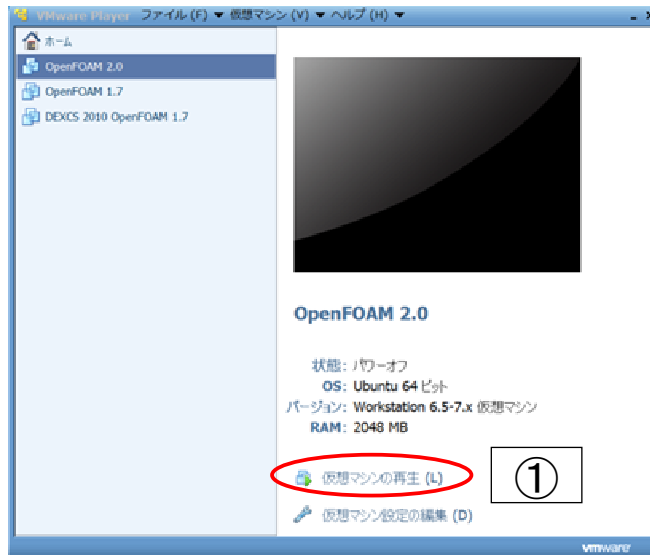 VMware Player ファイル(F) ▼ 仮想マシン(V) ▼ ヘルプ(H) ▼
ホーム
OpenFOAM 2.0
OpenFOAM 1.7
DEXCS 2010 OpenFOAM 1.7
OpenFOAM 2.0
状態: パワーオフ
OS: Ubuntu 64 ビット
バージョン: Workstation 6.5-7.x 仮想マシン
RAM: 2048 MB
仮想マシンの再生 (L)
①
仮想マシン設定の編集 (D)
vmware